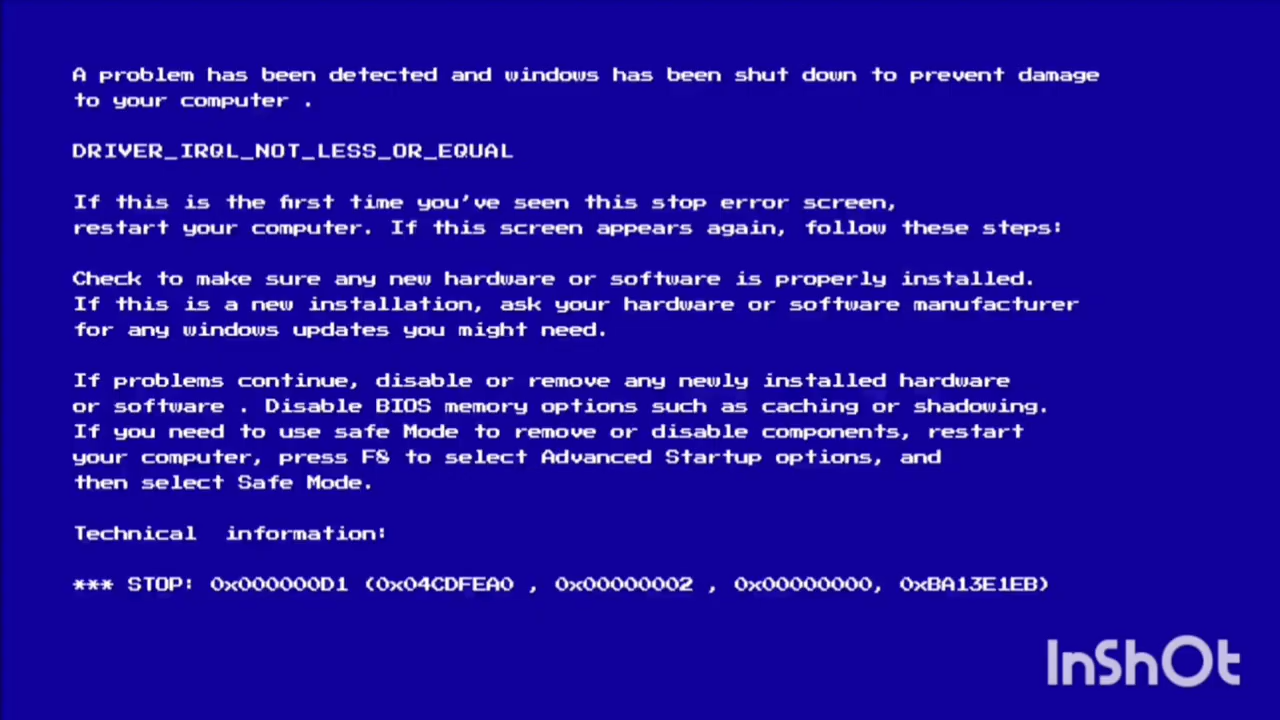 A problem has been detected and windows has been shut down to prevent damage
to your computer .
DRIVER_IRQL_NOT_LESS_OR_EQUAL
If this is the first time you've seen this stop error screen,
restart your computer. If this screen appears again, follow these steps:
Check to make sure any new hardware or software is properly installed.
If this is a new installation, ask your hardware or software manufacturer
for any windows updates you might need.
If problems continue, disable or remove any newly installed hardware
or software . Disable BIOS memory options such as caching or shadowing.
If you need to use safe Mode to remove or disable components, restart
your computer, press F& to select Advanced Startup options, and
then select Safe Mode.
Technical information:
*** STOP: 0x000000D1 (0x04CDFEA0 , 0x00000002 , 0x00000000, 0xBA13E1EB)
InShOt